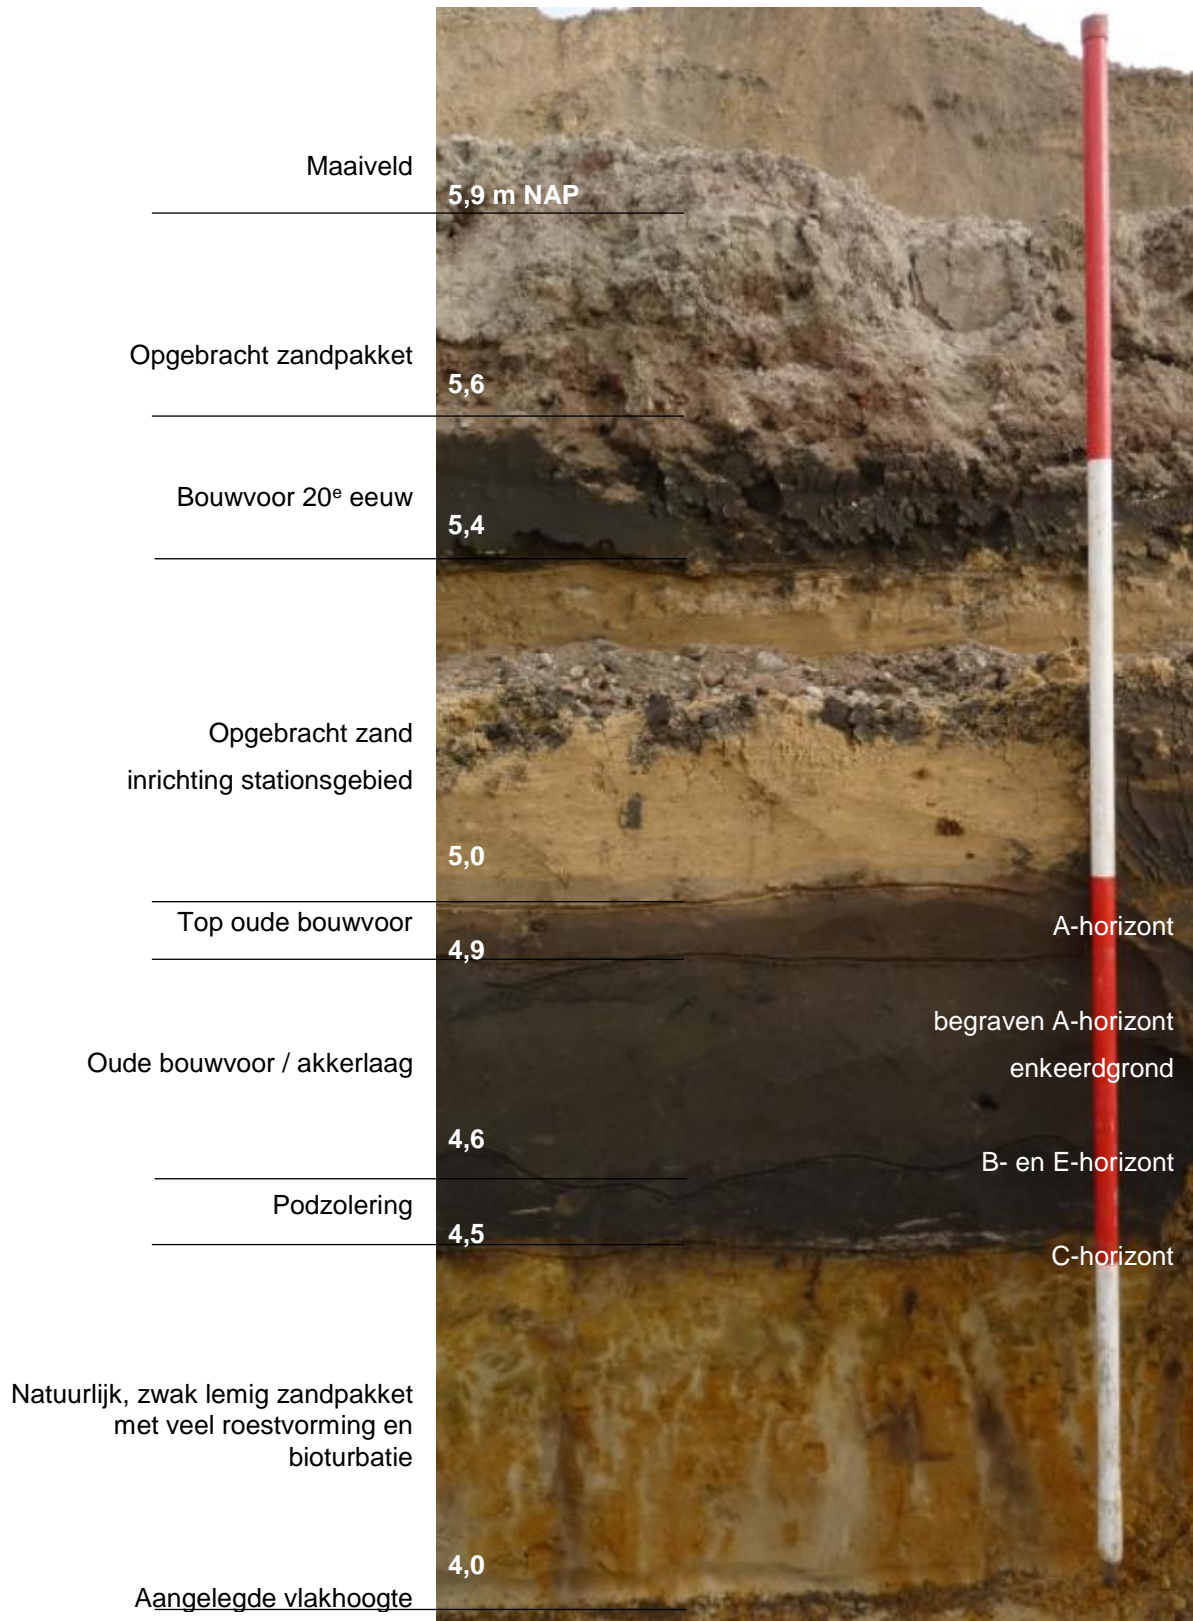 Maaiveld
5,9 m NAP
Opgebracht zandpakket
5,6
Bouwvoor 20e eeuw
5,4
Opgebracht zand
inrichting stationsgebied
5,0
Top oude bouwvoor
A-horizont
4,9
begraven A-horizont
Oude bouwvoor / akkerlaag
enkeerdgrond
4,6
B- en E-horizont
Podzolering
4,5
C-horizont
Natuurlijk, zwak lemig zandpakket
met veel roestvorming en
bioturbatie
4,0
Aangelegde vlakhoogte